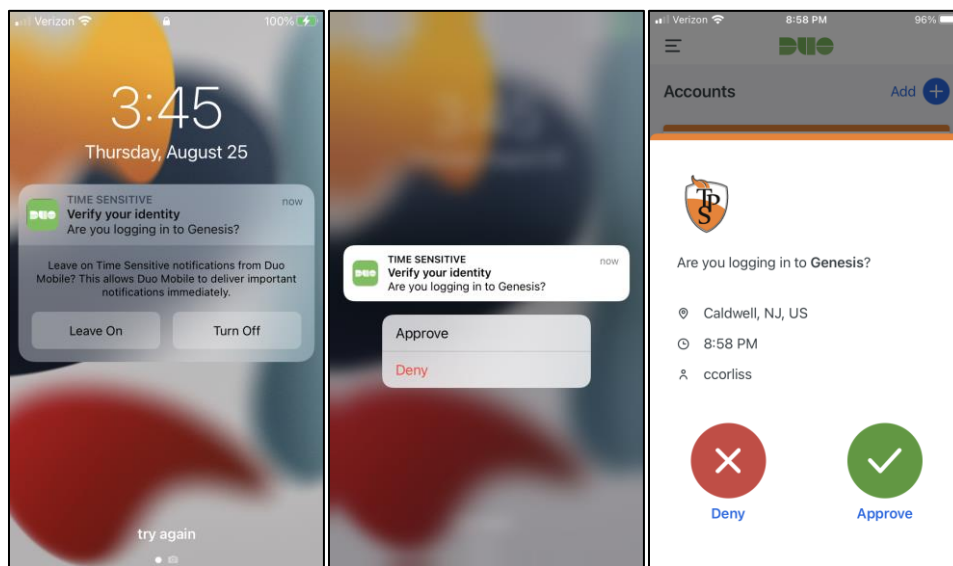 Verizon
100%
3:45
Thursday, August 25
TIME SENSITIVE
now
Verify your identity
Are you logging in to Genesis?
Leave on Time Sensitive notifications from Duo
Mobile? This allows Duo Mobile to deliver important
notifications immediately.
Leave On
Turn Off
try again
TIME SENSITIVE
now
Verify your identity
Are you logging in to Genesis?
Approve
Deny
Verizon
8:58 PM
96%
DUO
Accounts
Add
TPS
Are you logging in to Genesis?
Caldwell, NJ, US
8:58 PM
ccorliss
Deny
Approve